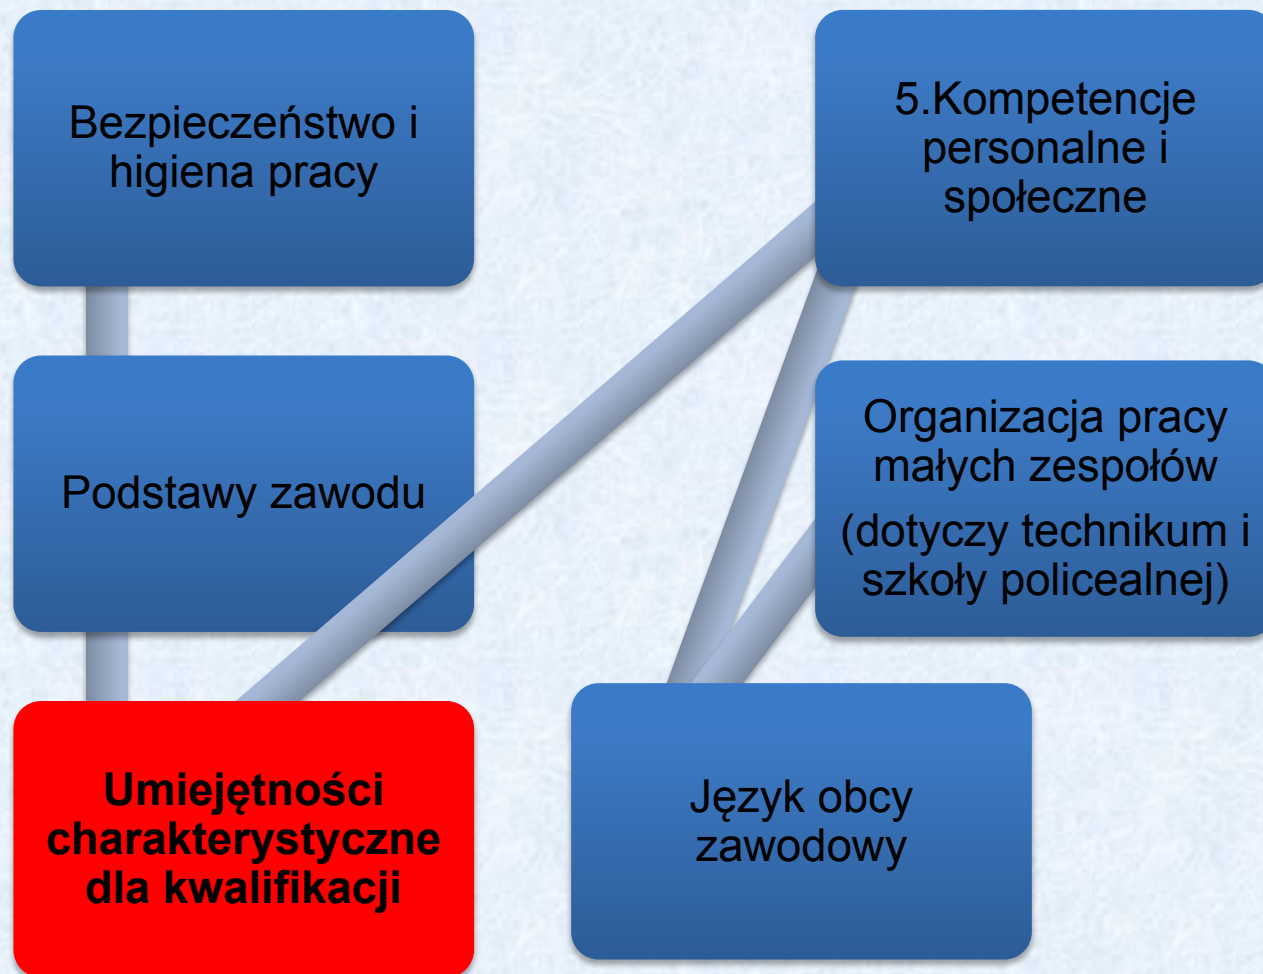 Bezpieczeństwo i
higiena pracy
Podstawy zawodu
Umiejętności
charakterystyczne
dla kwalifikacji
5.Kompetencje
personalne i
społeczne
Organizacja pracy
małych zespołów
(dotyczy technikum i
szkoły policealnej)
Język obcy
zawodowy